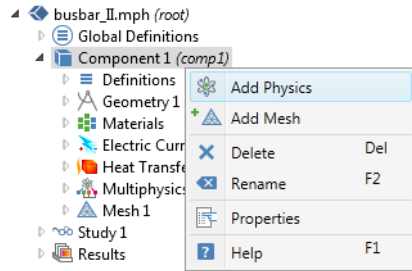 busbar_II.mph (root)
Global Definitions
Component 1 (comp1)
Definitions
Geometry 1
Materials
Electric Curr
Heat Transfe
Multiphysics
Mesh 1
Study 1
Results
Add Physics
Add Mesh
Delete Del
Rename F2
Properties
Help F1